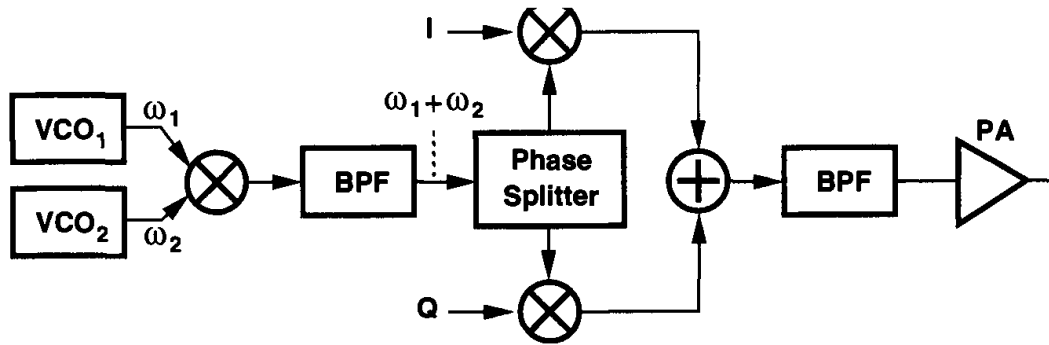 I
ω₁+ω₂
ω₁
VCO₁
PA
Phase
Splitter
BPF
BPF
VCO₂
ω₂
Q